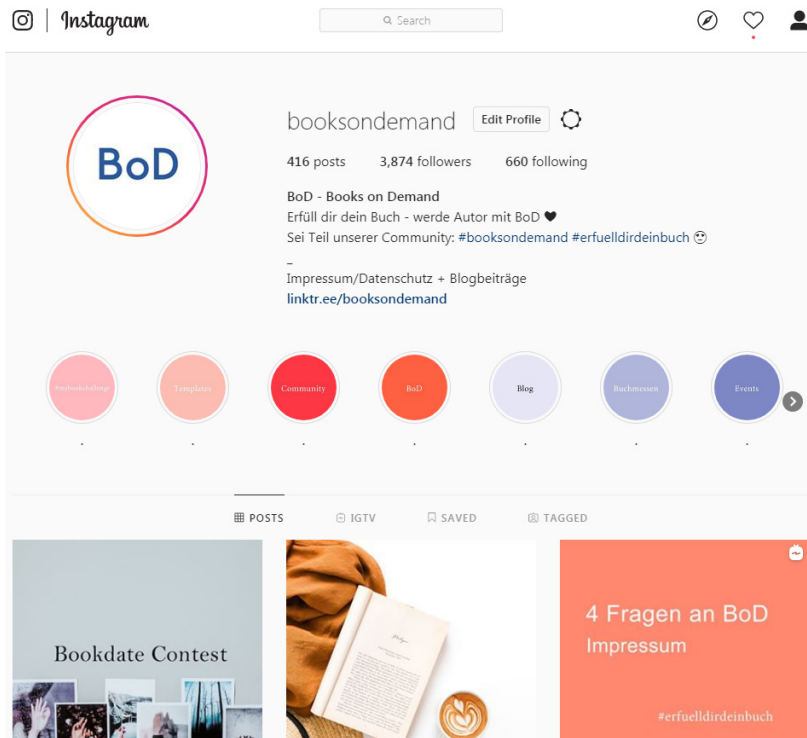 Instagram
Search
BoD
booksondemand Edit Profile
416 posts 3,874 followers 660 following
BoD - Books on Demand
Erfüll dir dein Buch - werde Autor mit BoD 🖤
Sei Teil unserer Community: #booksondemand #erfuelldirdeinbuch
_
Impressum/Datenschutz + Blogbeiträge
linktr.ee/booksondemand
Templates Community BoD Blog Buchmessen Events
POSTS IGTV SAVED TAGGED
Bookdate Contest
4 Fragen an BoD
Impressum
#erfuelldirdeinbuch